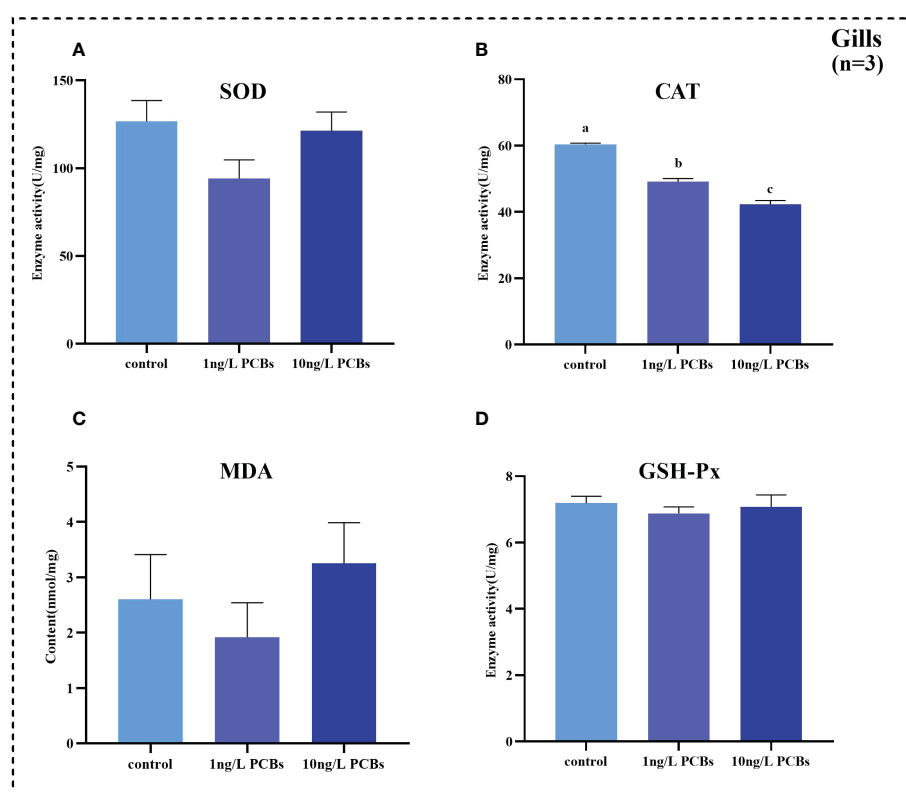 Gills
(n=3)
A
SOD
Enzyme activity(U/mg)
150
100
50
0
control
1ng/L PCBs
10ng/L PCBs
B
CAT
Enzyme activity(U/mg)
80
60
40
20
0
a
b
c
control
1ng/L PCBs
10ng/L PCBs
C
MDA
Content(nmol/mg)
5
4
3
2
1
0
control
1ng/L PCBs
10ng/L PCBs
D
GSH-Px
Enzyme activity(U/mg)
8
6
4
2
0
control
1ng/L PCBs
10ng/L PCBs